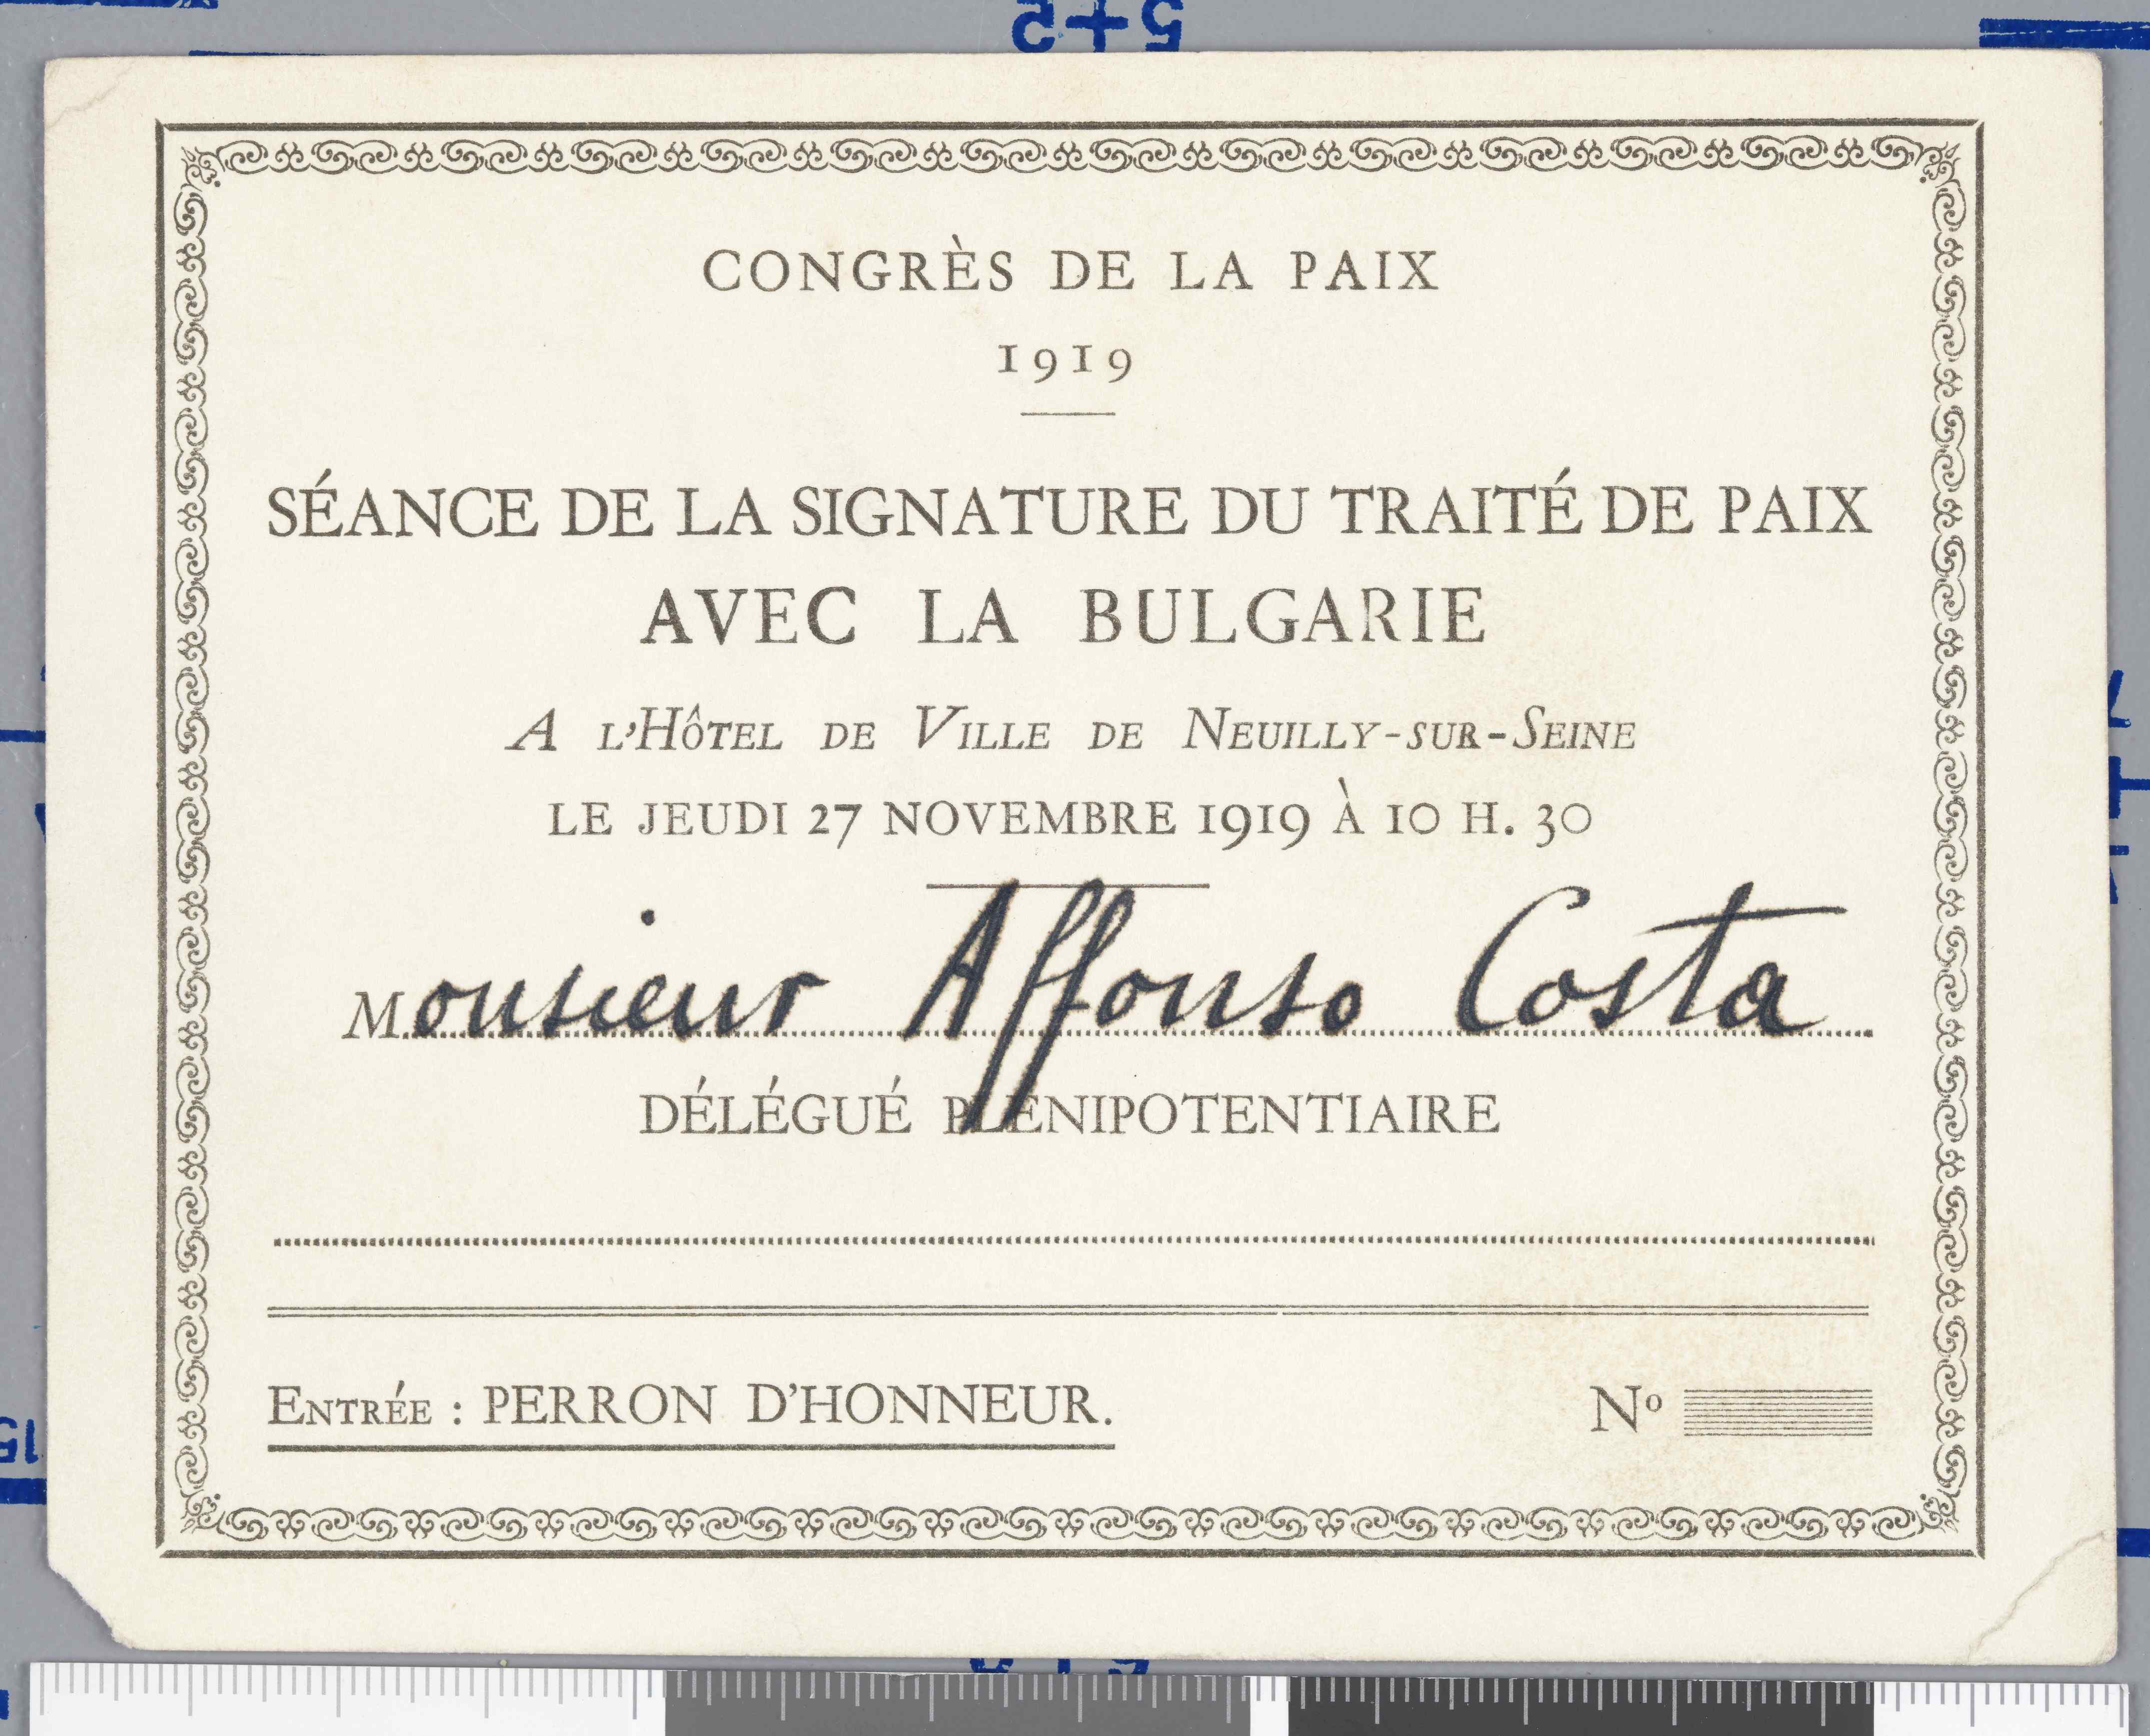 CONGRÈS DE LA PAIX
1919
SÉANCE DE LA SIGNATURE DU TRAITÉ DE PAIX
AVEC LA BULGARIE
A L'HÔTEL DE VILLE DE NEUILLY-SUR-SEINE
LE JEUDI 27 NOVEMBRE 1919 À 10 H. 30
Monsieur Affonso Costa
DÉLÉGUÉ PLENIPOTENTIAIRE
ENTRÉE : PERRON D'HONNEUR.
Nº